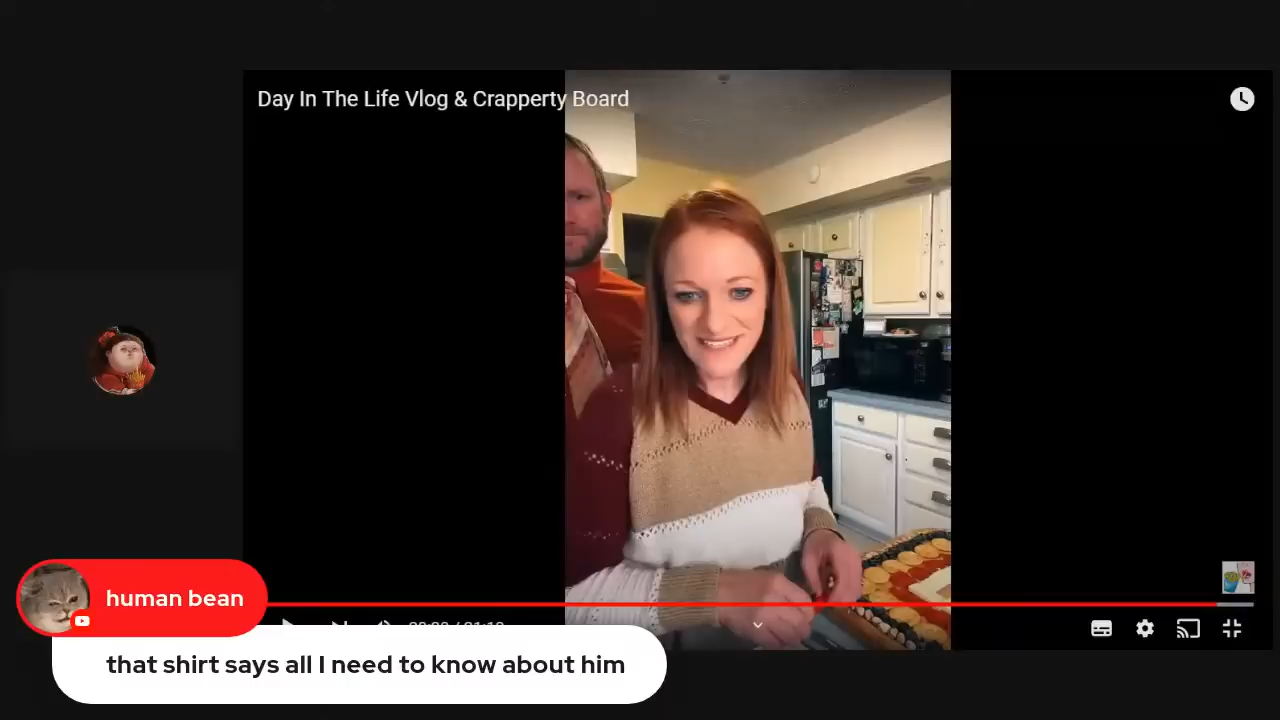 Day In The Life Vlog & Crapperty Board
human bean
that shirt says all I need to know about him